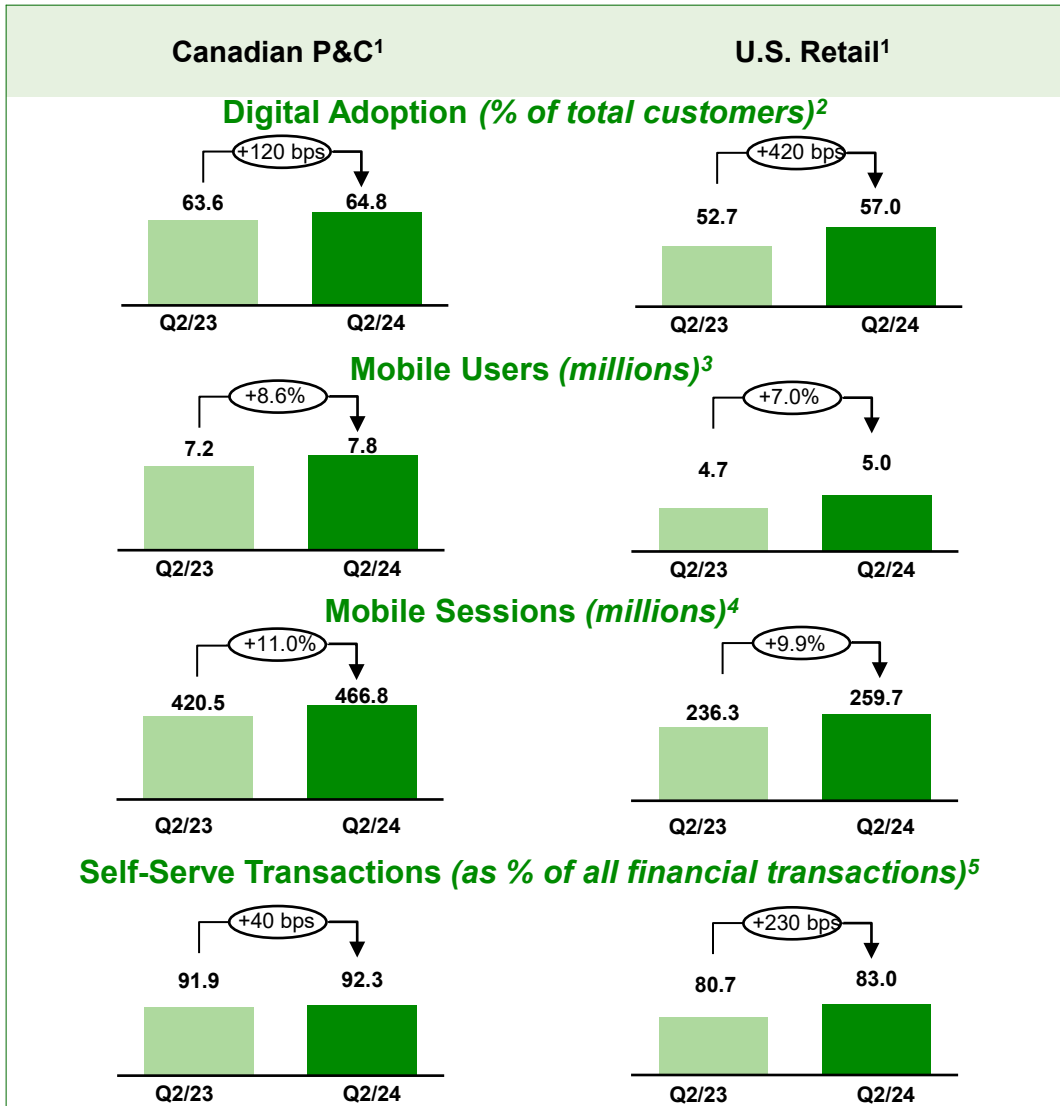 Canadian P&C¹ U.S. Retail¹
Digital Adoption (% of total customers)²
+120 bps +420 bps
63.6 64.8 52.7 57.0
Q2/23 Q2/24 Q2/23 Q2/24
Mobile Users (millions)³
+8.6% +7.0%
7.2 7.8 4.7 5.0
Q2/23 Q2/24 Q2/23 Q2/24
Mobile Sessions (millions)⁴
+11.0% +9.9%
420.5 466.8 236.3 259.7
Q2/23 Q2/24 Q2/23 Q2/24
Self-Serve Transactions (as % of all financial transactions)⁵
+40 bps +230 bps
91.9 92.3 80.7 83.0
Q2/23 Q2/24 Q2/23 Q2/24